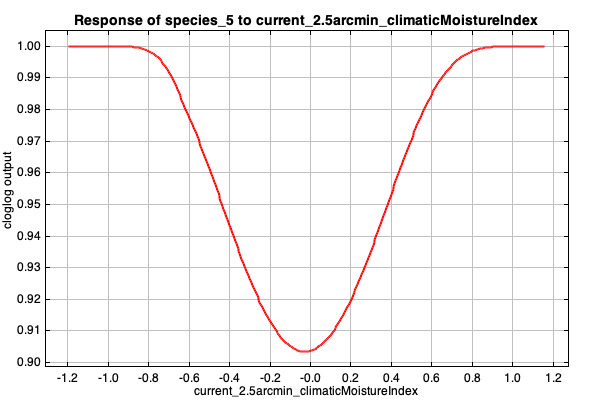 Response of species_5 to current_2.5arcmin_climaticMoistureIndex
1.00
0.99
0.98
0.97
0.96
0.95
0.94
0.93
0.92
0.91
0.90
cloglog output
-1.2 -1.0 -0.8 -0.6 -0.4 -0.2 -0.0 0.2 0.4 0.6 0.8 1.0 1.2
current_2.5arcmin_climaticMoistureIndex